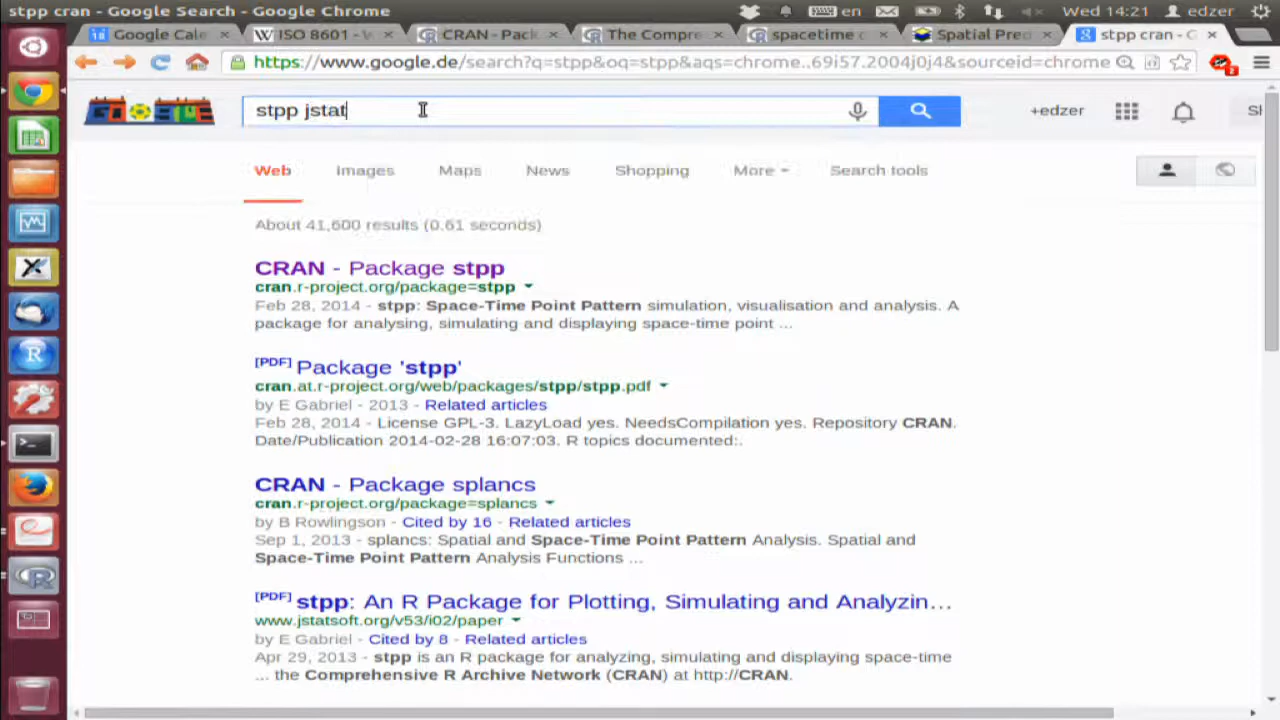 stpp cran - Google Search - Google Chrome
en
Wed 14:21
edzer
18 Google Cale
W ISO 8601 - W
CRAN - Pack
The Compre
spacetime c
Spatial Pred
stpp cran - G
https://www.google.de/search?q=stpp&oq=stpp&aqs=chrome..69i57.2004j0j4&sourceid=chrome
2
GOOGLE
stpp jstat
+edzer
Sh
Web
Images
Maps
News
Shopping
More
Search tools
About 41,600 results (0.61 seconds)
CRAN - Package stpp
cran.r-project.org/package=stpp
Feb 28, 2014 - stpp: Space-Time Point Pattern simulation, visualisation and analysis. A
package for analysing, simulating and displaying space-time point ...
[PDF] Package 'stpp'
cran.at.r-project.org/web/packages/stpp/stpp.pdf
by E Gabriel - 2013 - Related articles
Feb 28, 2014 - License GPL-3. LazyLoad yes. NeedsCompilation yes. Repository CRAN.
Date/Publication 2014-02-28 16:07:03. R topics documented:.
CRAN - Package splancs
cran.r-project.org/package=splancs
by B Rowlingson - Cited by 16 - Related articles
Sep 1, 2013 - splancs: Spatial and Space-Time Point Pattern Analysis. Spatial and
Space-Time Point Pattern Analysis Functions ...
[PDF] stpp: An R Package for Plotting, Simulating and Analyzin...
www.jstatsoft.org/v53/i02/paper
by E Gabriel - Cited by 8 - Related articles
Apr 29, 2013 - stpp is an R package for analyzing, simulating and displaying space-time
... the Comprehensive R Archive Network (CRAN) at http://CRAN.